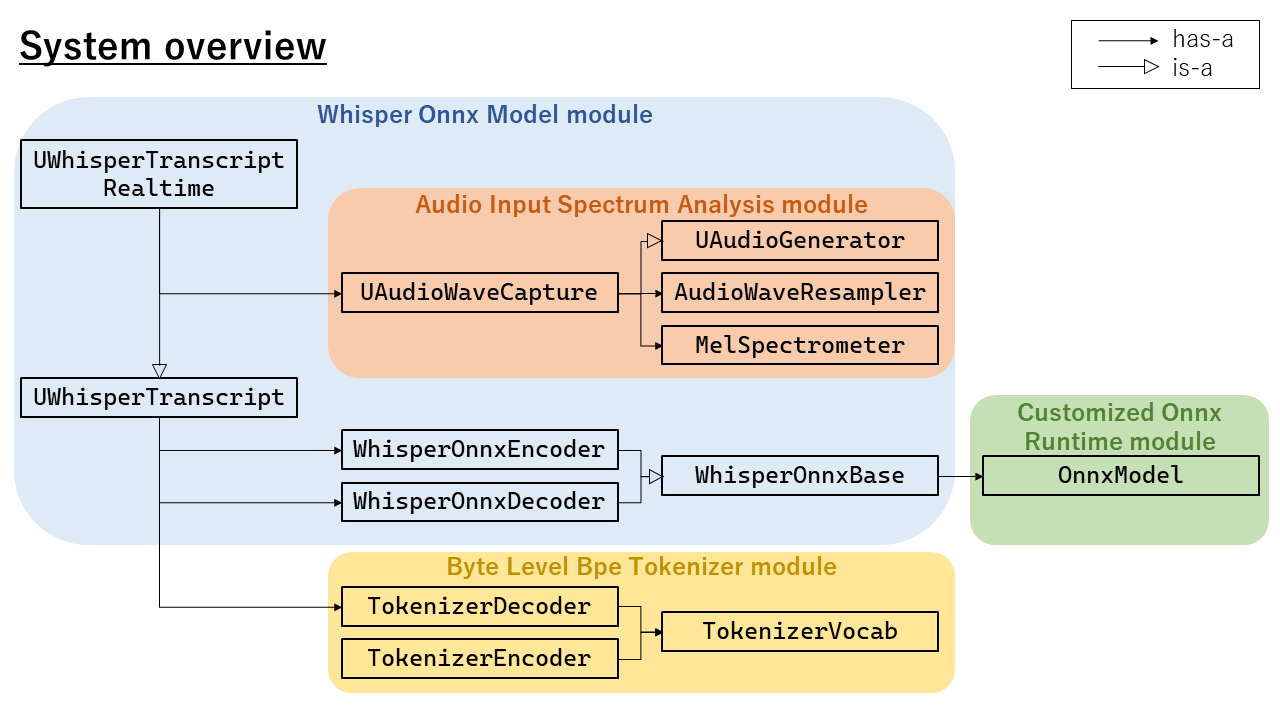 System overview
has-a
is-a
Whisper Onnx Model module
UWhisperTranscript
Realtime
Audio Input Spectrum Analysis module
UAudioGenerator
UAudioWaveCapture
AudioWaveResampler
MelSpectrometer
UWhisperTranscript
Customized Onnx
Runtime module
WhisperOnnxEncoder
WhisperOnnxBase
OnnxModel
WhisperOnnxDecoder
Byte Level Bpe Tokenizer module
TokenizerDecoder
TokenizerVocab
TokenizerEncoder